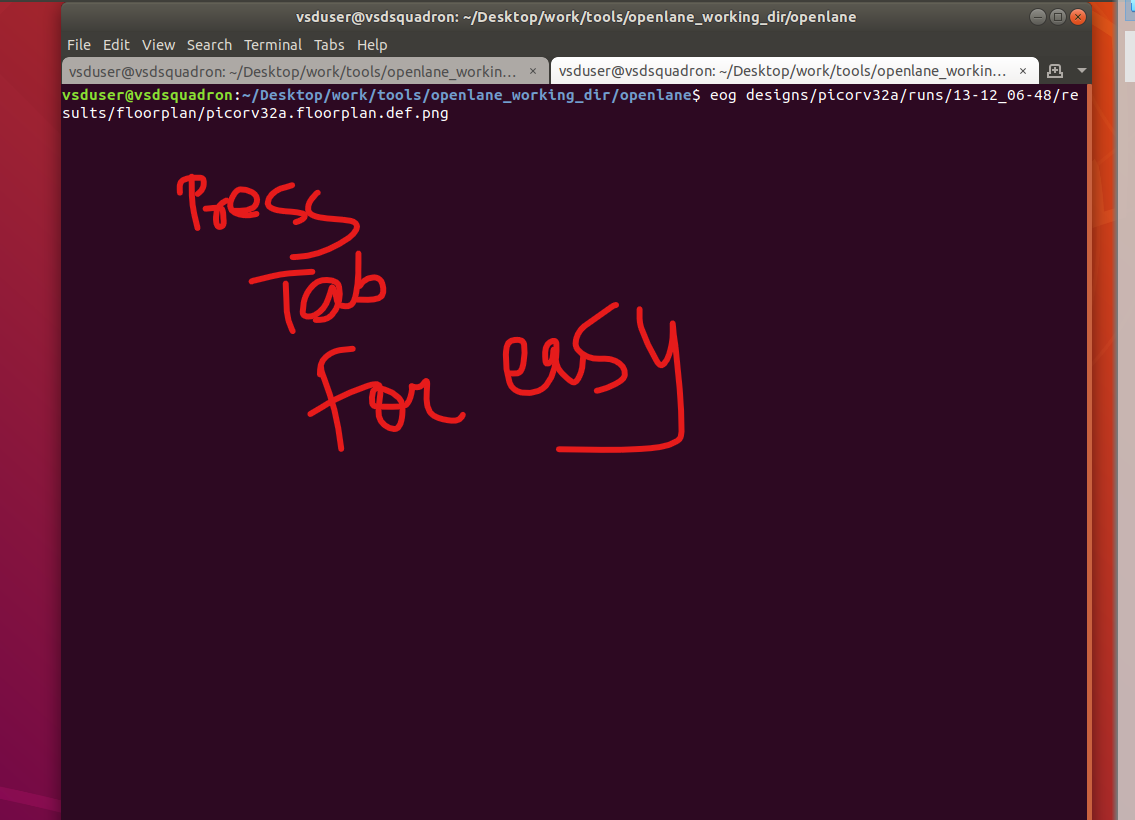 vsduser@vsdsquadron: ~/Desktop/work/tools/openlane_working_dir/openlane
File Edit View Search Terminal Tabs Help
vsduser@vsdsquadron: ~/Desktop/work/tools/openlane_workin... × vsduser@vsdsquadron: ~/Desktop/work/tools/openlane_workin... ×
vsduser@vsdsquadron:~/Desktop/work/tools/openlane_working_dir/openlane$ eog designs/picorv32a/runs/13-12_06-48/re
sults/floorplan/picorv32a.floorplan.def.png
Press
Tab
For easy